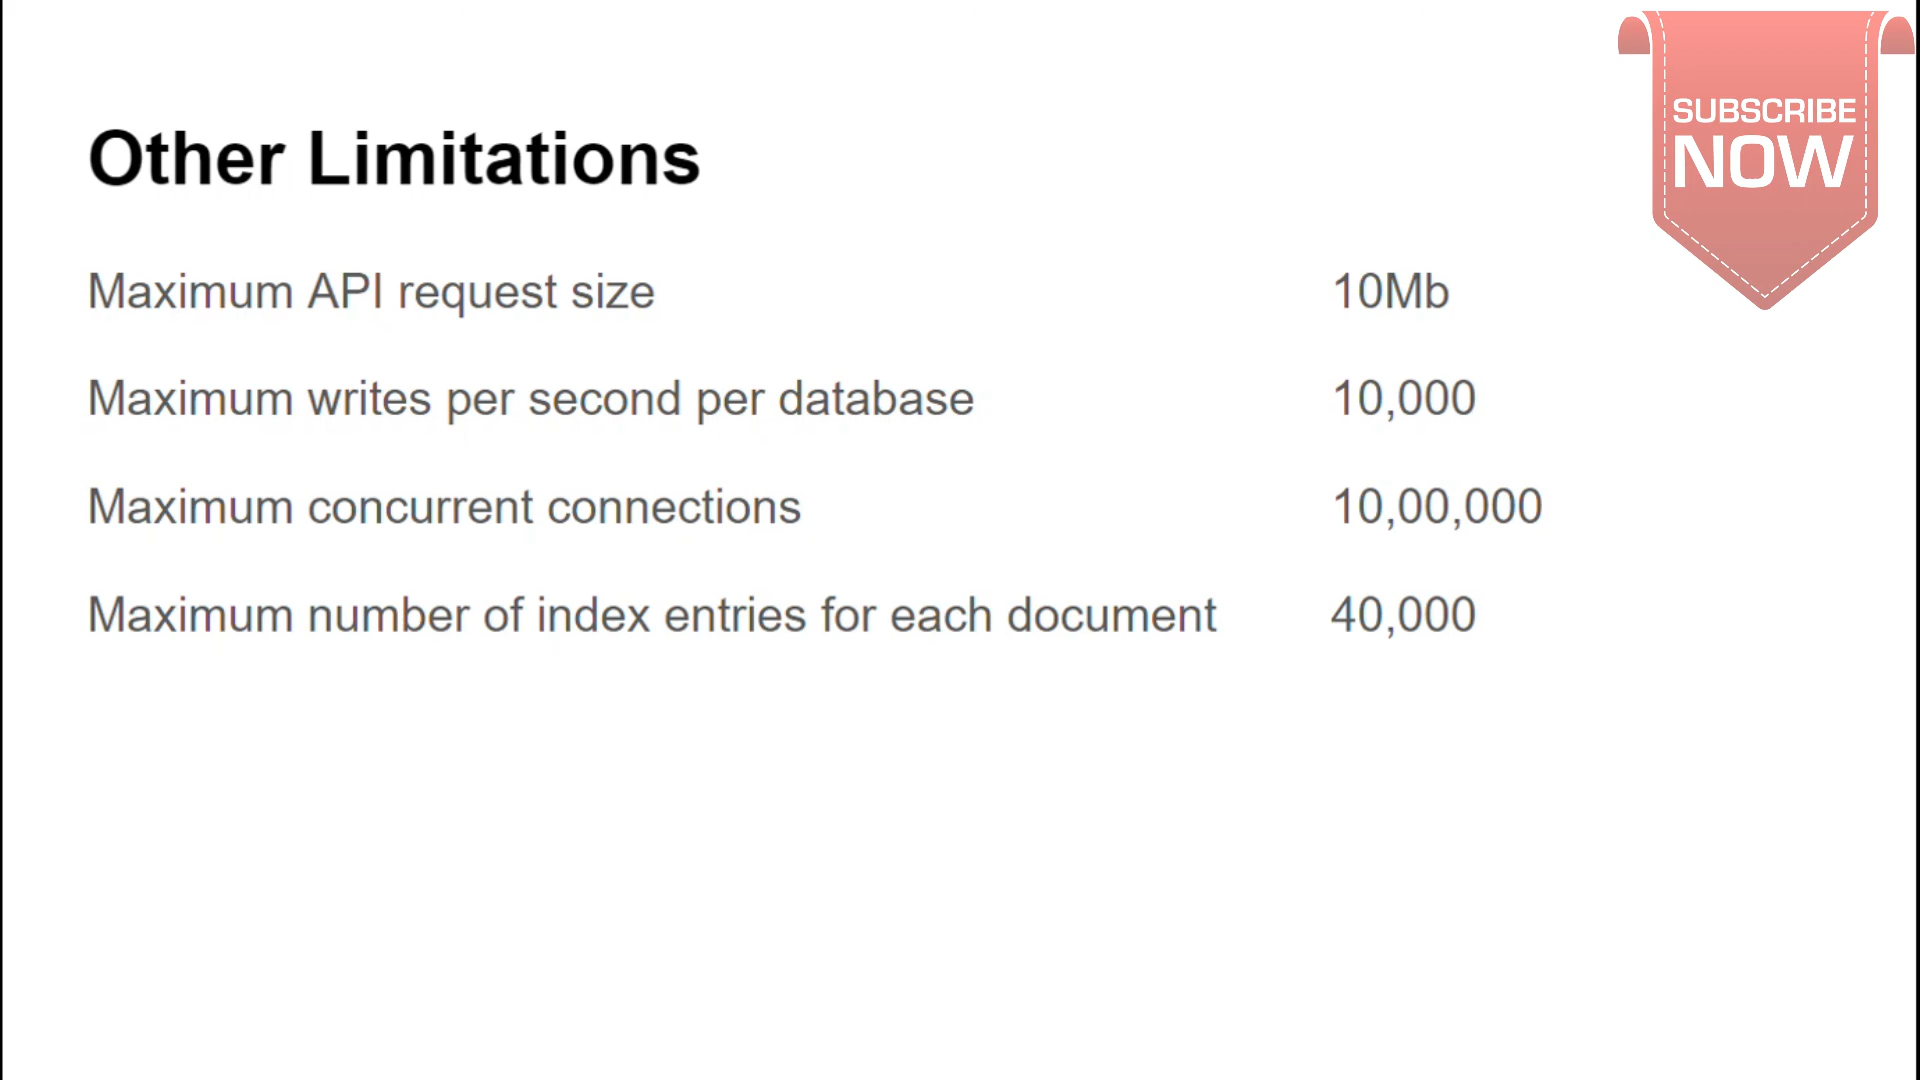 SUBSCRIBE
NOW
Other Limitations
Maximum API request size 10Mb
Maximum writes per second per database 10,000
Maximum concurrent connections 10,00,000
Maximum number of index entries for each document 40,000